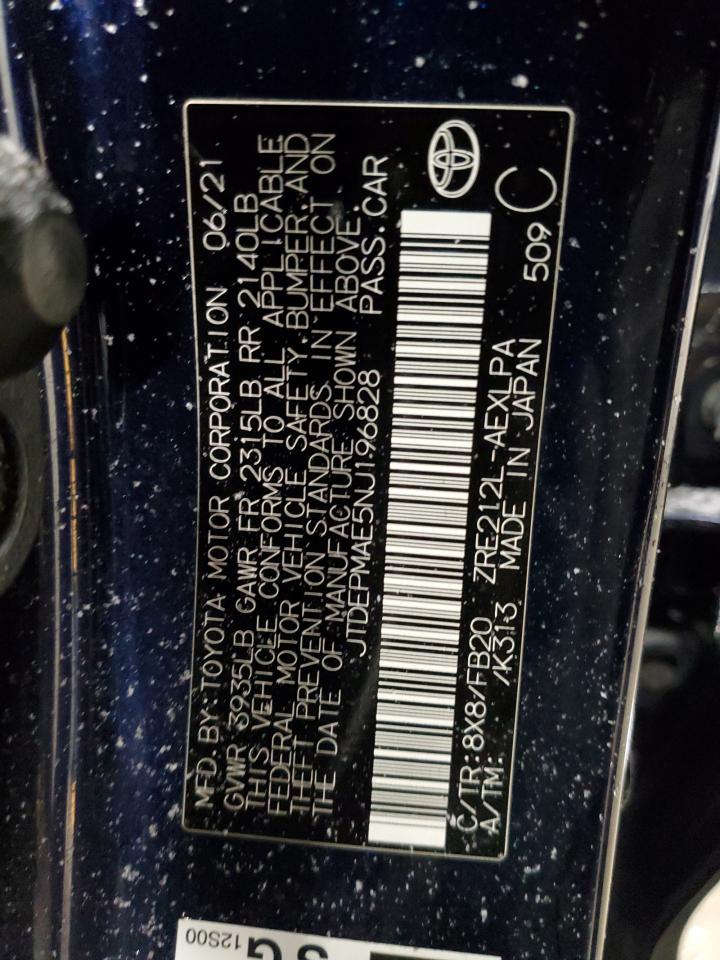 MFD. BY: TOYOTA MOTOR CORPORATION 06/21
GVWR 3935LB GAWR FR 2315LB RR 2140LB
THIS VEHICLE CONFORMS TO ALL APPLICABLE
FEDERAL MOTOR VEHICLE SAFETY, BUMPER, AND
THEFT PREVENTION STANDARDS IN EFFECT ON
THE DATE OF MANUFACTURE SHOWN ABOVE.
JTDEPMAE5NJ196828 PASS.CAR
C/TR: 8X8/FB20 ZRE212L-AEXLPA 509 C
A/TM: /K313 MADE IN JAPAN
12S00